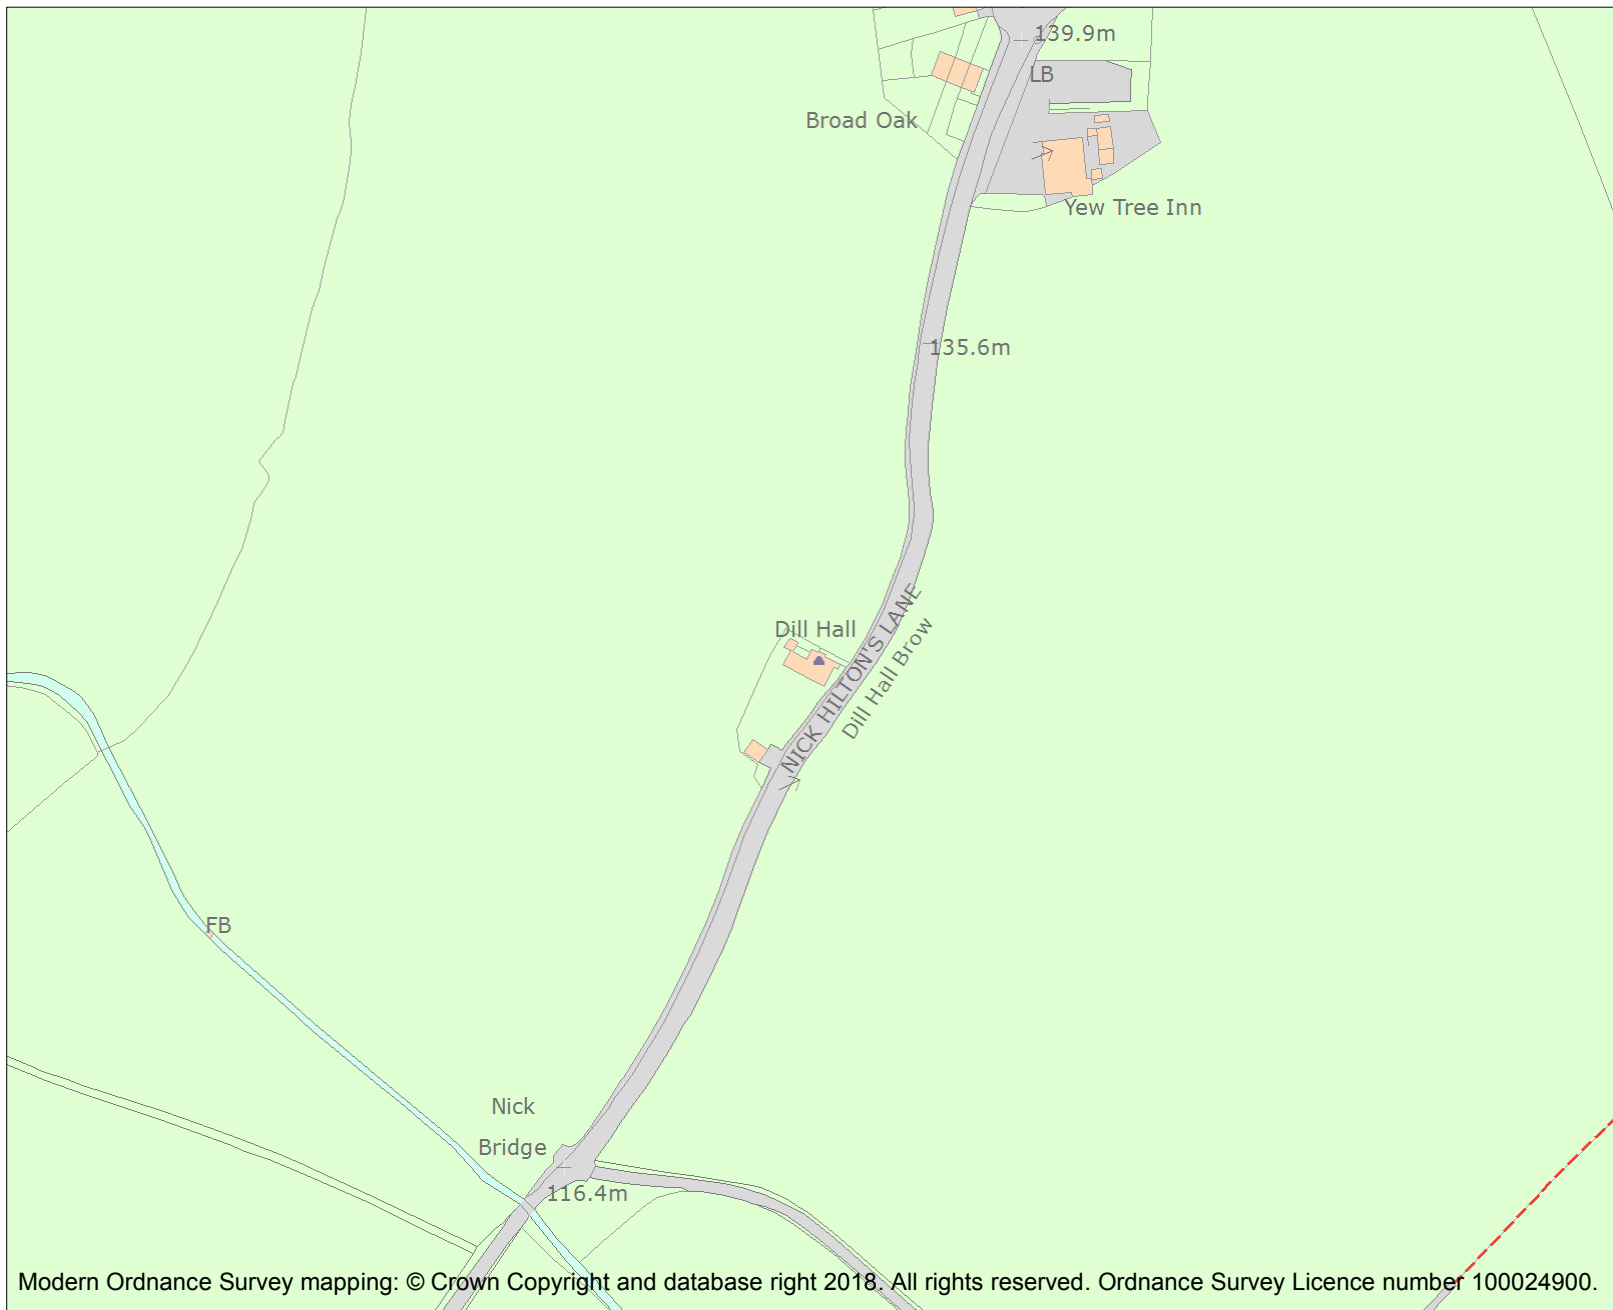 139.9m
LB
Broad Oak
Yew Tree Inn
135.6m
NICK HILTON'S LANE
Dill Hall Brow
Dill Hall
FB
Nick
Bridge
116.4m
Modern Ordnance Survey mapping: © Crown Copyright and database right 2018. All rights reserved. Ordnance Survey Licence number 100024900.